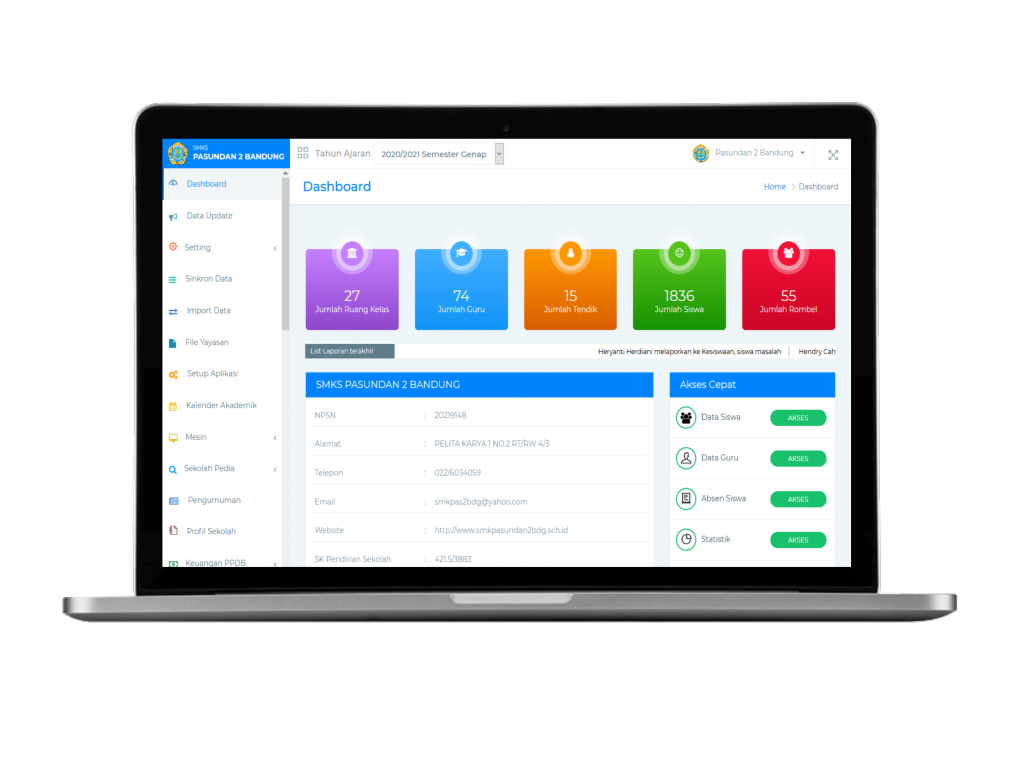 SMKS
PASUNDAN 2 BANDUNG
Tahun Ajaran 2020/2021 Semester Genap
Pasundan 2 Bandung
Dashboard
Home > Dashboard
Dashboard
Data Update
Setting
Sinkron Data
Import Data
File Yayasan
Setup Aplikasi
Kalender Akademik
Mesin
Sekolah Pedia
Pengumuman
Profil Sekolah
Keuangan PPDB
27
Jumlah Ruang Kelas
74
Jumlah Guru
15
Jumlah Tendik
1836
Jumlah Siswa
55
Jumlah Rombel
List Laporan terakhir
Heryanti Herdiani melaporkan ke Kesiswaan, siswa masalah | Hendry Cah
SMKS PASUNDAN 2 BANDUNG
NPSN : 20219148
Alamat : PELITA KARYA 1 NO.2 RT/RW 4/3
Telepon : 022/6034059
Email : smkpas2bdg@yahoo.com
Website : http://www.smkpasundan2bdg.sch.id
SK Pendirian Sekolah : 421.5/3883
Akses Cepat
Data Siswa AKSES
Data Guru AKSES
Absen Siswa AKSES
Statistik AKSES